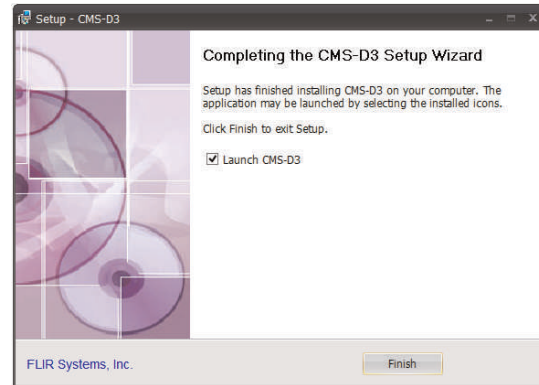 Setup - CMS-D3
Completing the CMS-D3 Setup Wizard
Setup has finished installing CMS-D3 on your computer. The
application may be launched by selecting the installed icons.
Click Finish to exit Setup.
Launch CMS-D3
FLIR Systems, Inc.
Finish